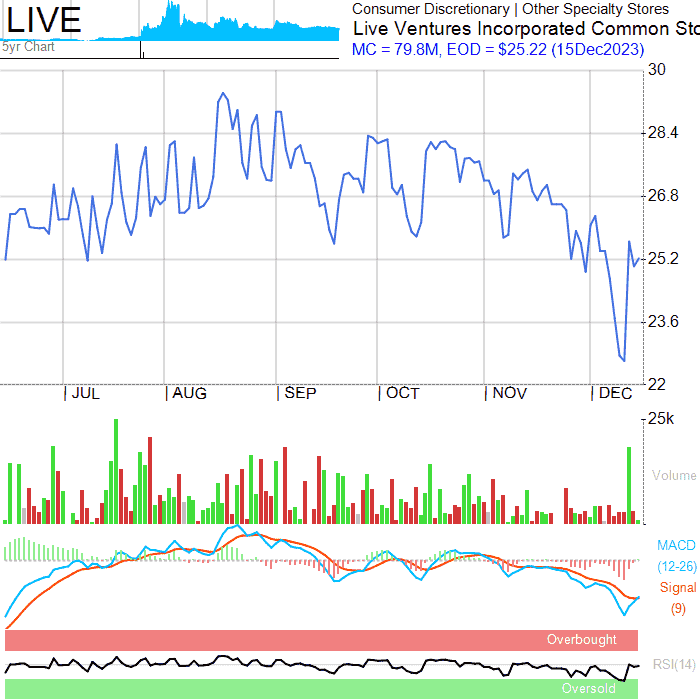 LIVE
5yr Chart
Consumer Discretionary | Other Specialty Stores
Live Ventures Incorporated Common Sto
MC = 79.8M, EOD = $25.22 (15Dec2023)
30
28.4
26.8
25.2
23.6
22
JUL AUG SEP OCT NOV DEC
25k
Volume
MACD
(12-26)
Signal
(9)
Overbought
RSI(14)
Oversold